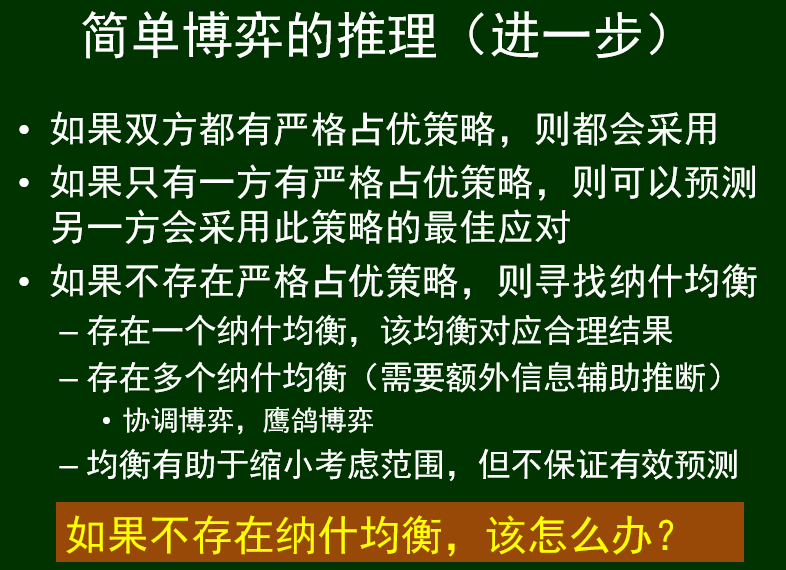 简单博弈的推理（进一步）
• 如果双方都有严格占优策略，则都会采用
• 如果只有一方有严格占优策略，则可以预测
另一方会采用此策略的最佳应对
• 如果不存在严格占优策略，则寻找纳什均衡
– 存在一个纳什均衡，该均衡对应合理结果
– 存在多个纳什均衡（需要额外信息辅助推断）
• 协调博弈，鹰鸽博弈
– 均衡有助于缩小考虑范围，但不保证有效预测
如果不存在纳什均衡，该怎么办？